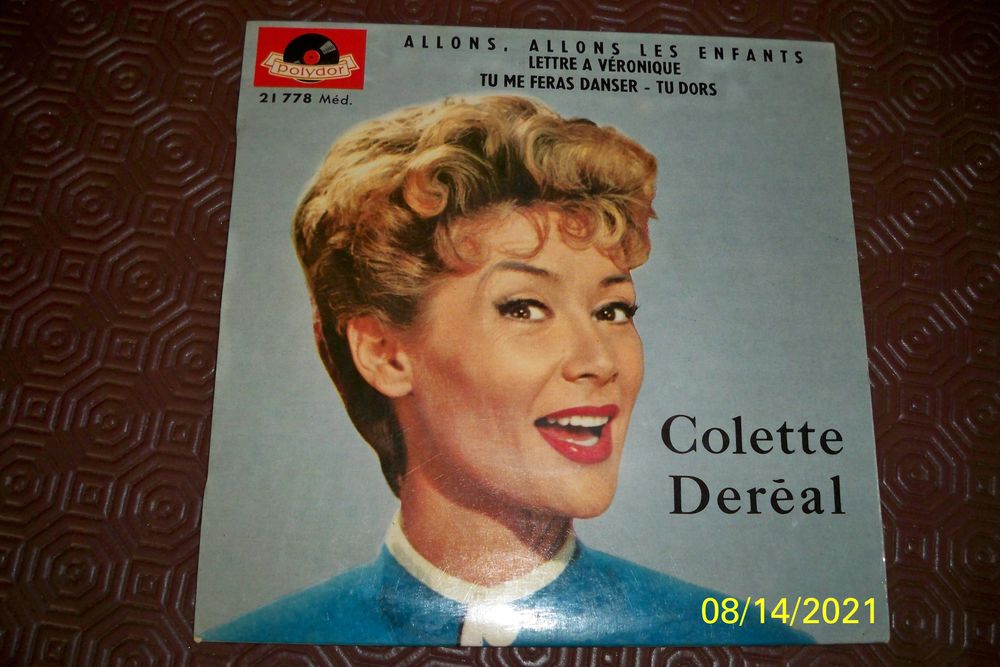 Polydor
21 778 Méd.
ALLONS, ALLONS LES ENFANTS
LETTRE A VÉRONIQUE
TU ME FERAS DANSER - TU DORS
Colette
Deréal
08/14/2021